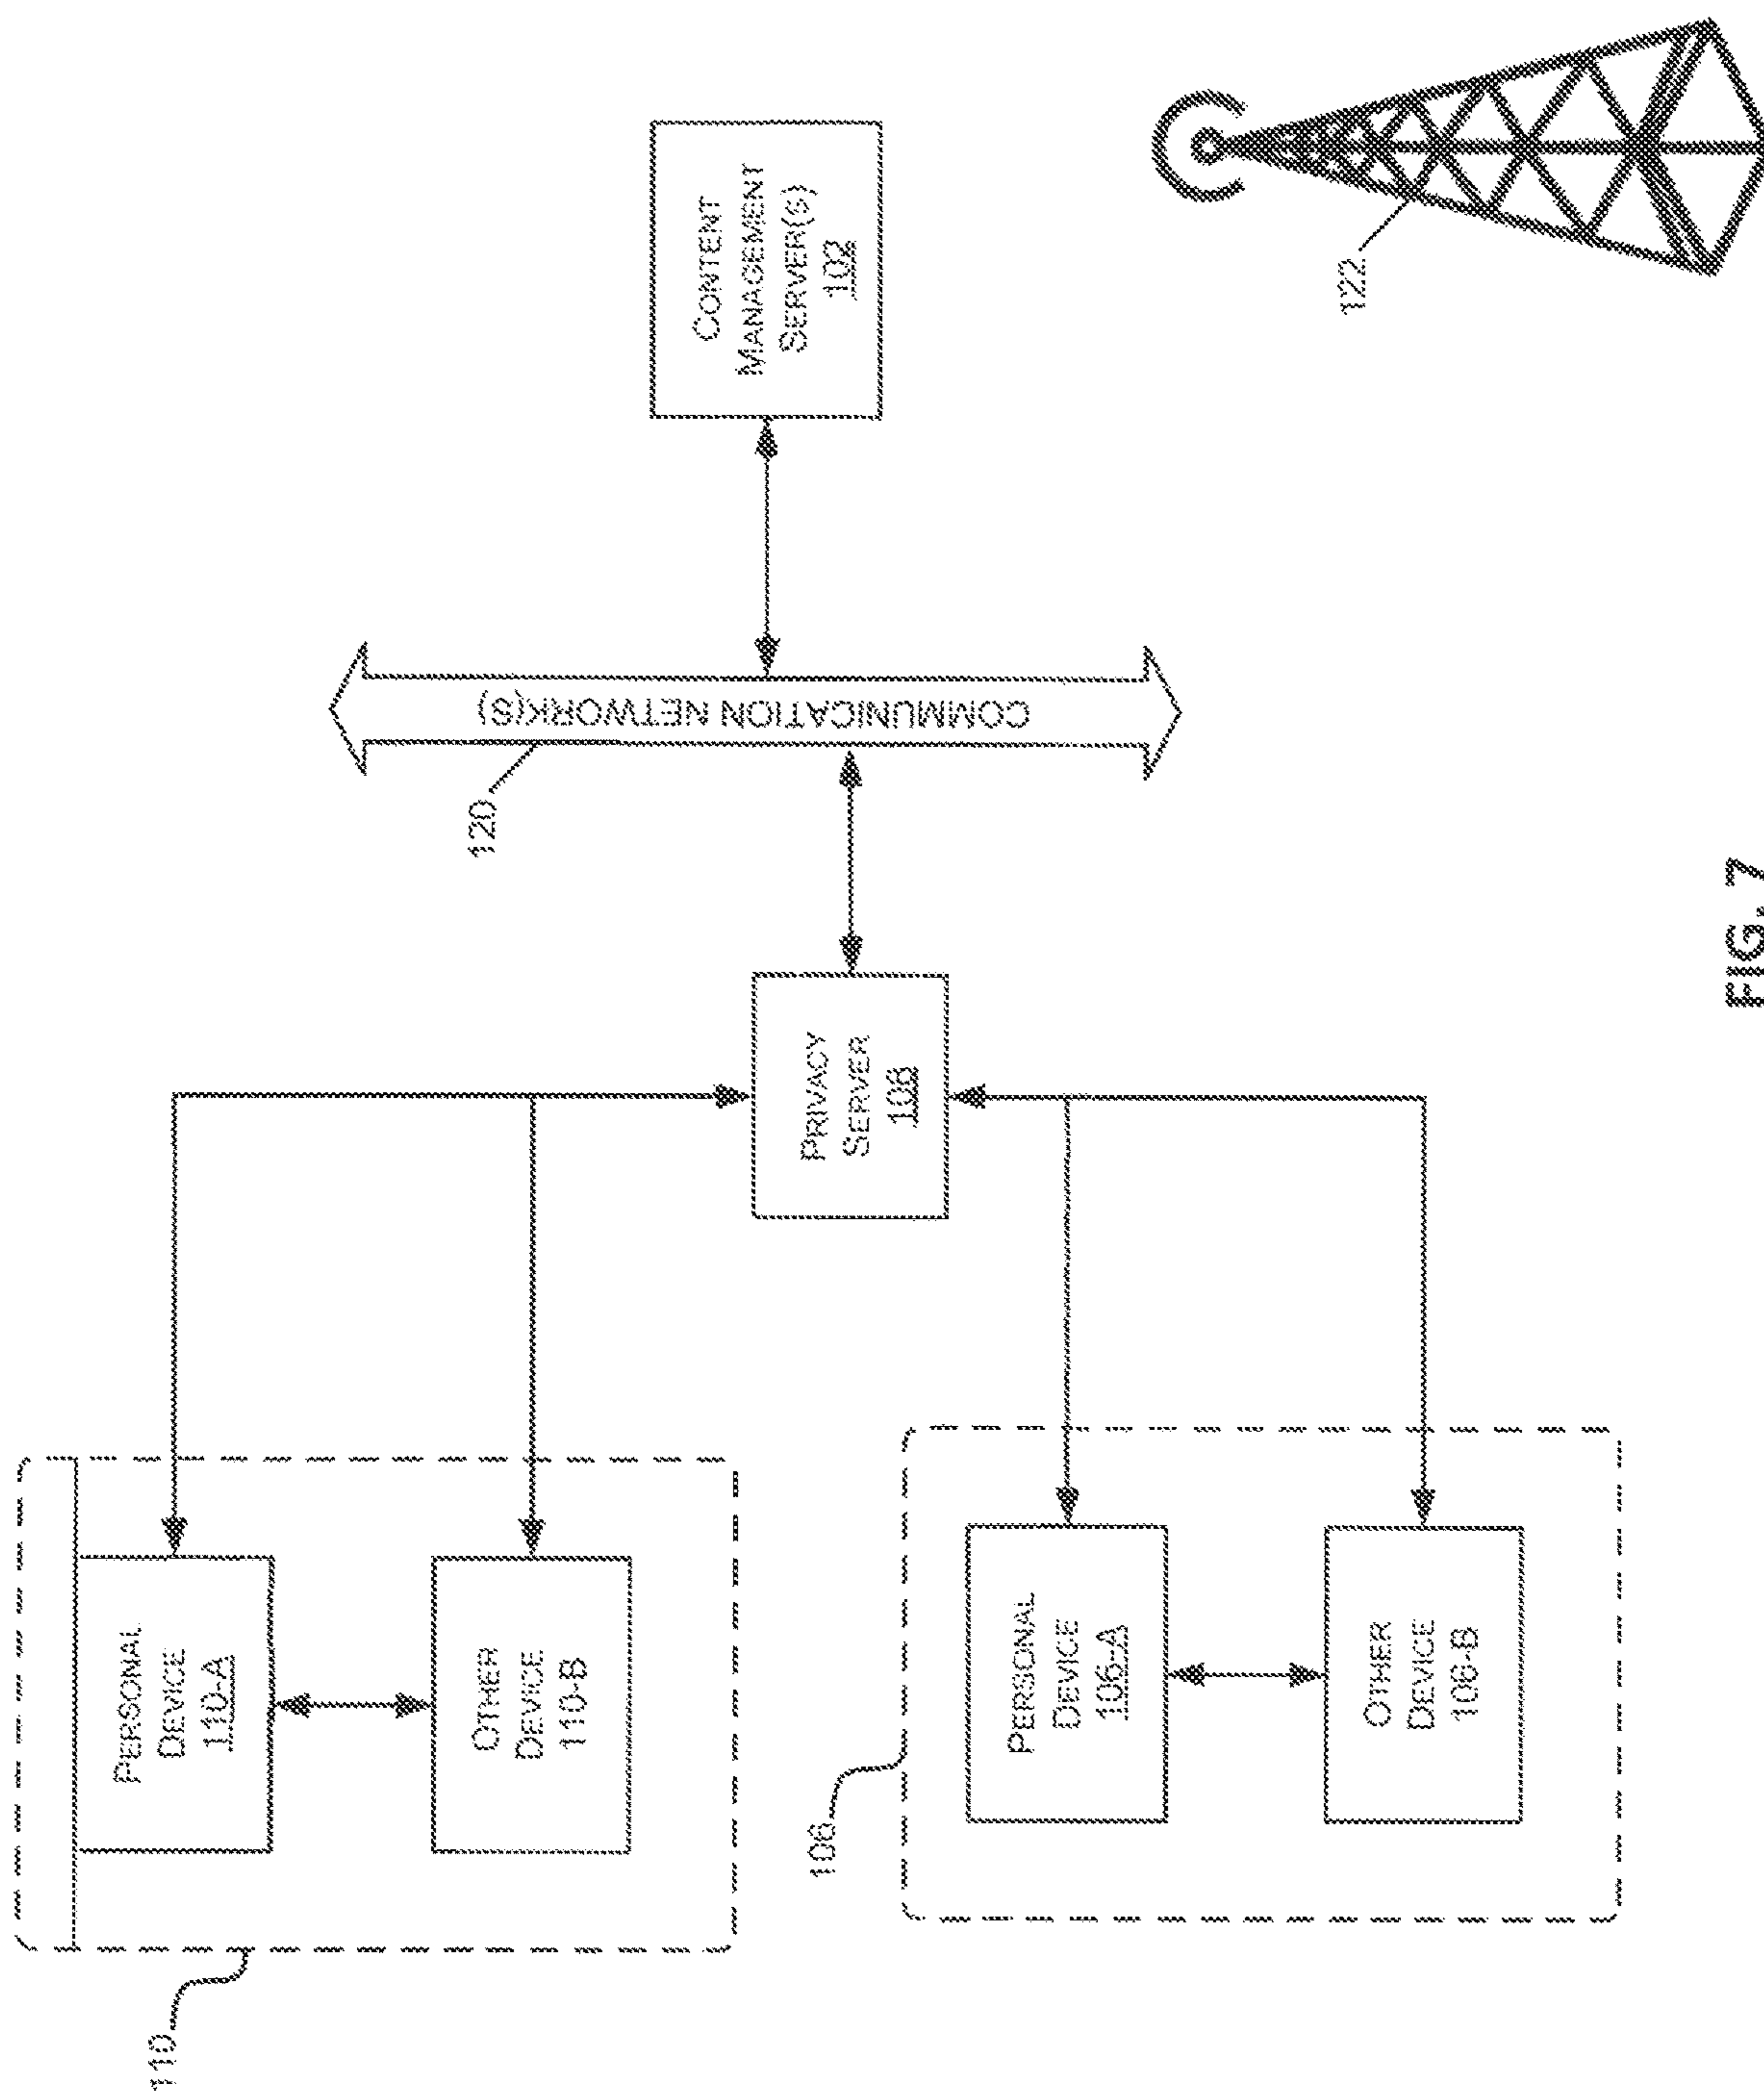 110
PERSONAL
DEVICE
110-A
OTHER
DEVICE
110-B
106
PERSONAL
DEVICE
106-A
OTHER
DEVICE
106-B
PRIVACY
SERVER
108
120
COMMUNICATION NETWORK(S)
CONTENT
MANAGEMENT
SERVER(S)
102
122
FIG. 7